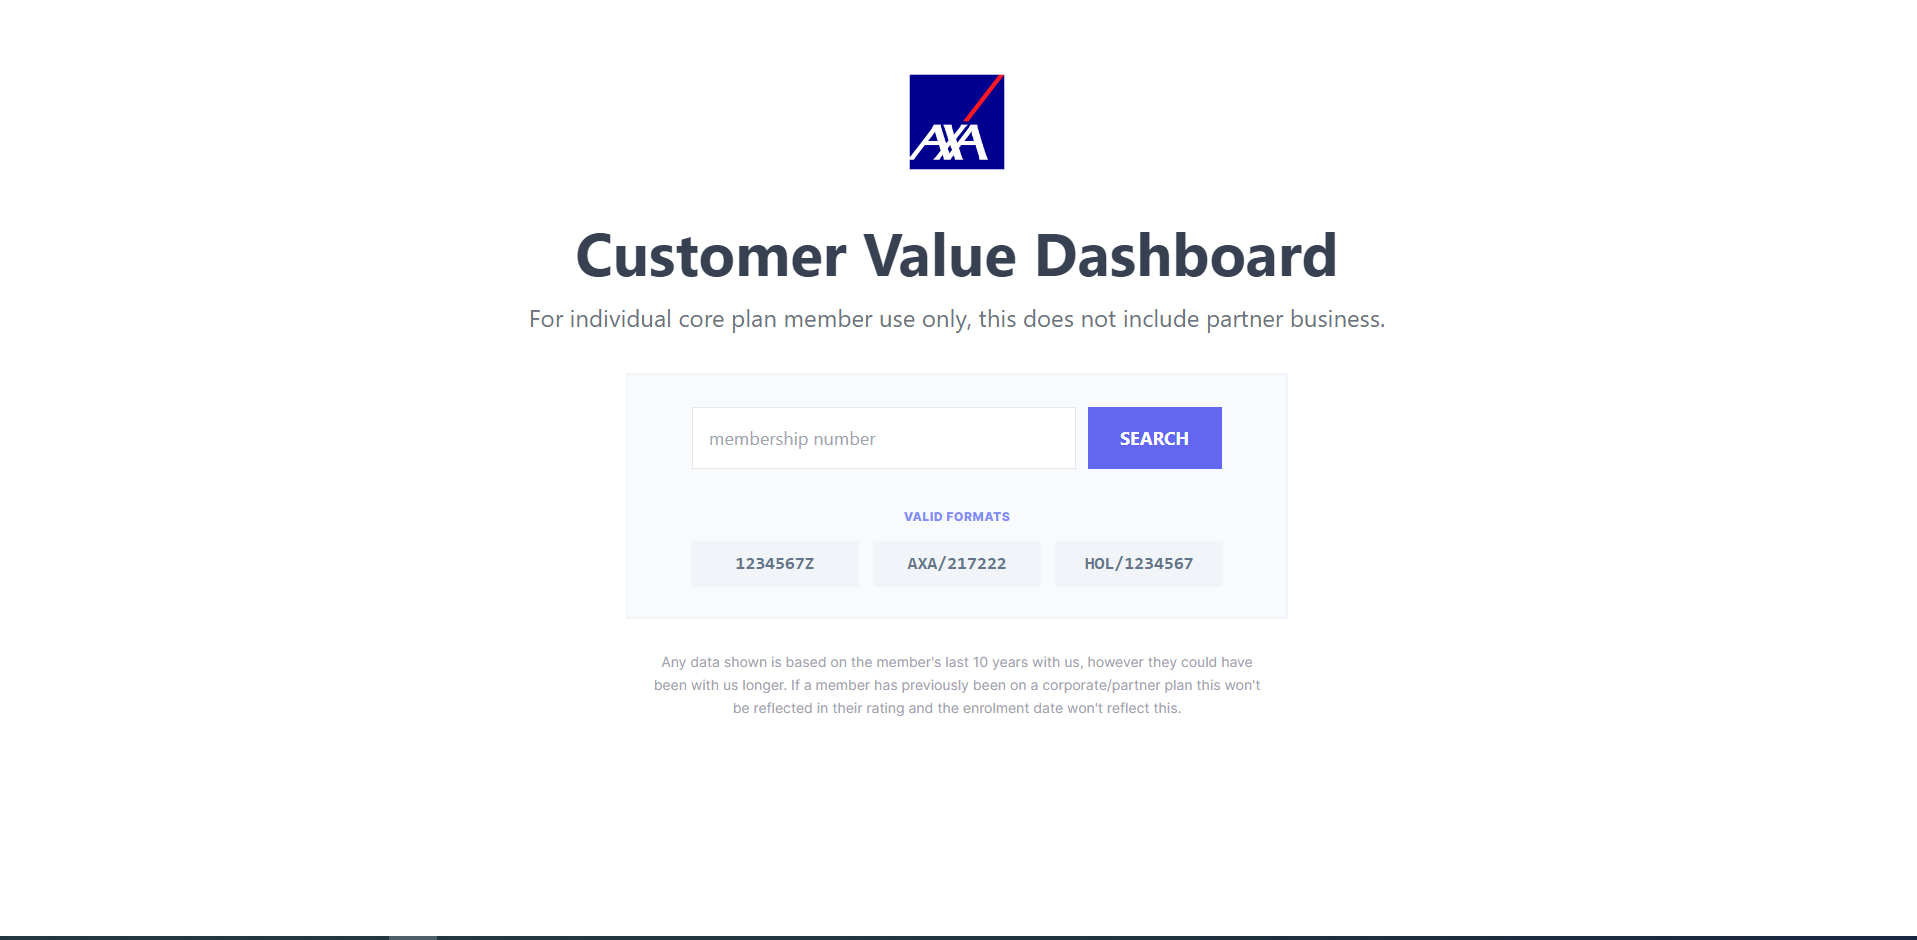 AXA
Customer Value Dashboard
For individual core plan member use only, this does not include partner business.
membership number
SEARCH
VALID FORMATS
1234567Z
AXA/217222
HOL/1234567
Any data shown is based on the member's last 10 years with us, however they could have
been with us longer. If a member has previously been on a corporate/partner plan this won't
be reflected in their rating and the enrolment date won't reflect this.